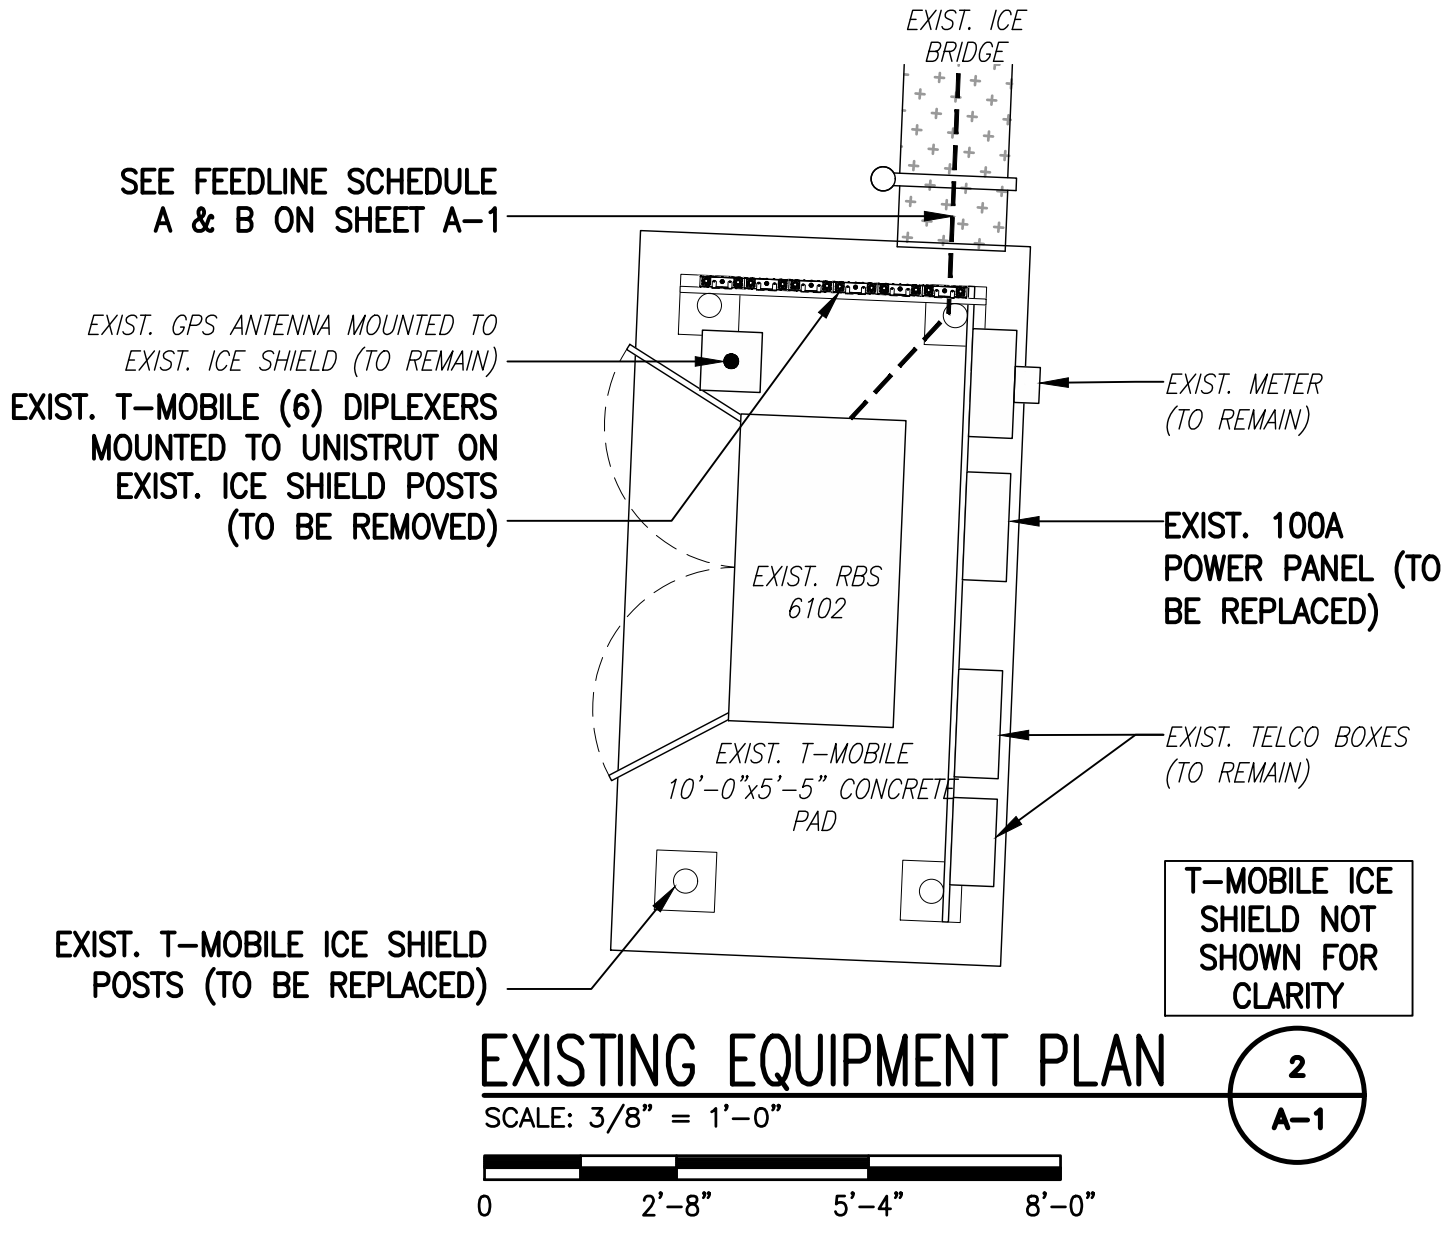 EXIST. ICE
BRIDGE
SEE FEEDLINE SCHEDULE
A & B ON SHEET A-1
EXIST. GPS ANTENNA MOUNTED TO
EXIST. ICE SHIELD (TO REMAIN)
EXIST. T-MOBILE (6) DIPLEXERS
MOUNTED TO UNISTRUT ON
EXIST. ICE SHIELD POSTS
(TO BE REMOVED)
EXIST. METER
(TO REMAIN)
EXIST. 100A
POWER PANEL (TO
BE REPLACED)
EXIST. RBS
6102
EXIST. TELCO BOXES
(TO REMAIN)
EXIST. T-MOBILE
10'-0"x5'-5" CONCRETE
PAD
T-MOBILE ICE
SHIELD NOT
SHOWN FOR
CLARITY
EXIST. T-MOBILE ICE SHIELD
POSTS (TO BE REPLACED)
EXISTING EQUIPMENT PLAN
2
A-1
SCALE: 3/8" = 1'-0"
0 2'-8" 5'-4" 8'-0"